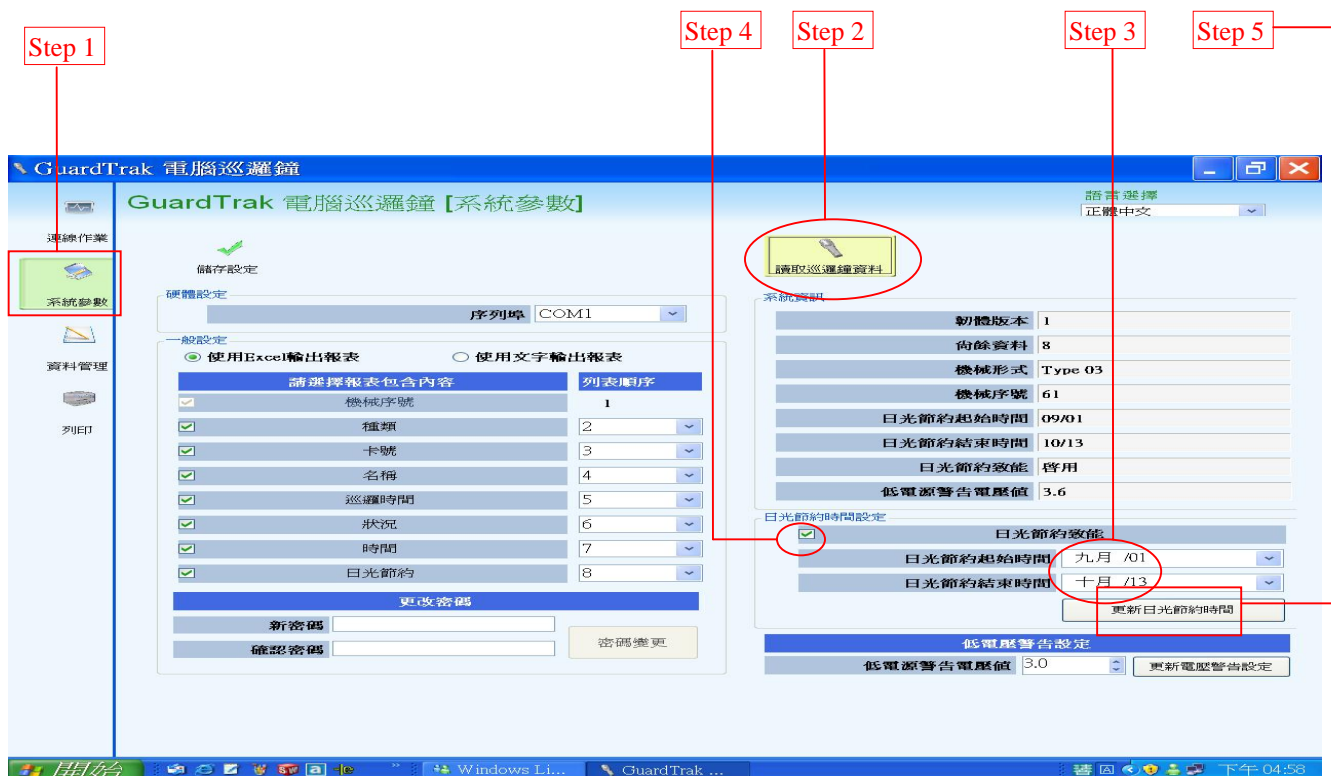 Step 1
Step 4
Step 2
Step 3
Step 5
GuardTrak 電腦巡邏鐘
GuardTrak 電腦巡邏鐘 [系統參數]
語言選擇
正體中文
連線作業
系統參數
資料管理
列印
儲存設定
讀取巡邏鐘資料
硬體設定
序列埠 COM1
一般設定
使用Excel輸出報表 使用文字輸出報表
請選擇報表包含內容 列表順序
機械序號 1
種類 2
卡號 3
名稱 4
巡邏時間 5
狀況 6
時間 7
日光節約 8
更改密碼
新密碼
確認密碼
密碼變更
系統資訊
韌體版本 1
尚餘資料 8
機械形式 Type 03
機械序號 61
日光節約起始時間 09/01
日光節約結束時間 10/13
日光節約致能 啓用
低電源警告電壓值 3.6
日光節約時間設定
日光節約致能
日光節約起始時間 九月 /01
日光節約結束時間 十月 /13
更新日光節約時間
低電壓警告設定
低電源警告電壓值 3.0 更新電壓警告設定
開始 Windows Li... GuardTrak ... 下午 04:58